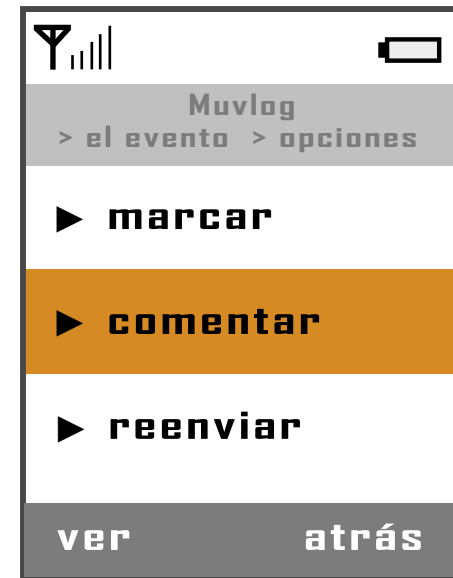 Muvlog
> el evento > opciones
► marcar
► comentar
► reenviar
ver atrás